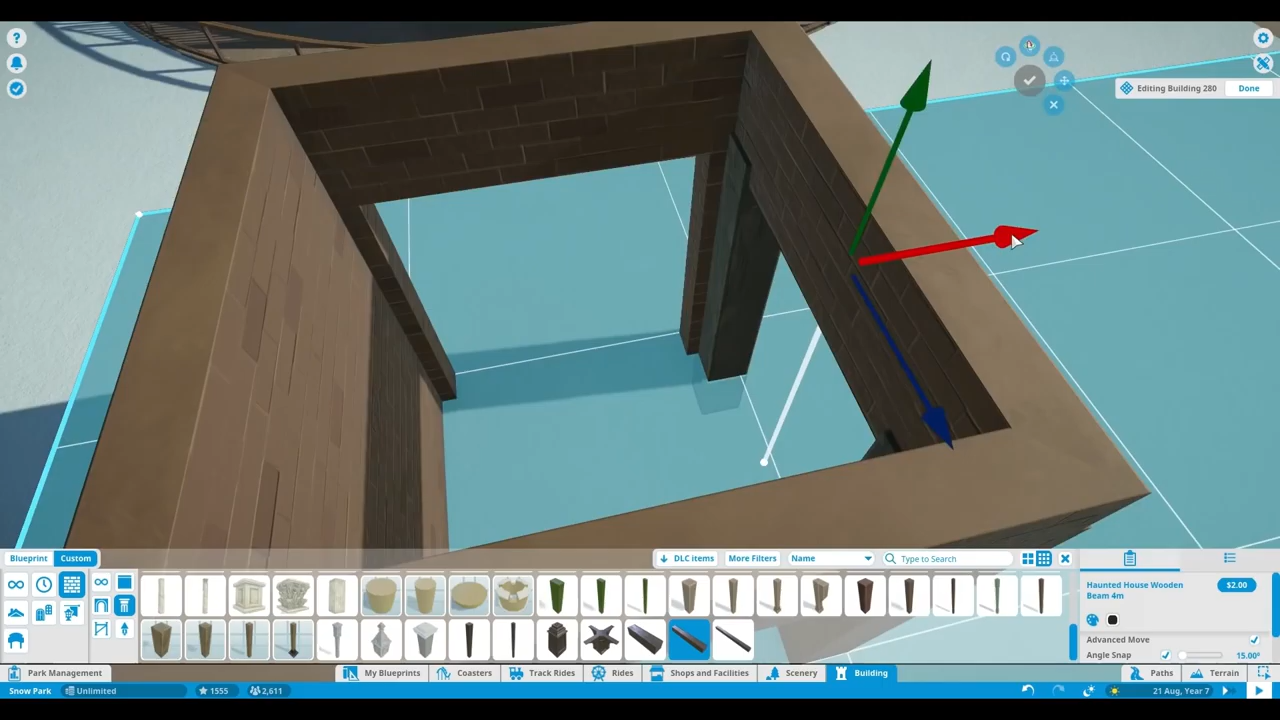 Editing Building 280
Done
Blueprint
Custom
DLC items
More Filters
Name
Type to Search
Haunted House Wooden
Beam 4m
$2.00
Advanced Move
Angle Snap
15.00°
Park Management
My Blueprints
Coasters
Track Rides
Rides
Shops and Facilities
Scenery
Building
Paths
Terrain
Snow Park
Unlimited
1555
2,611
21 Aug, Year 7